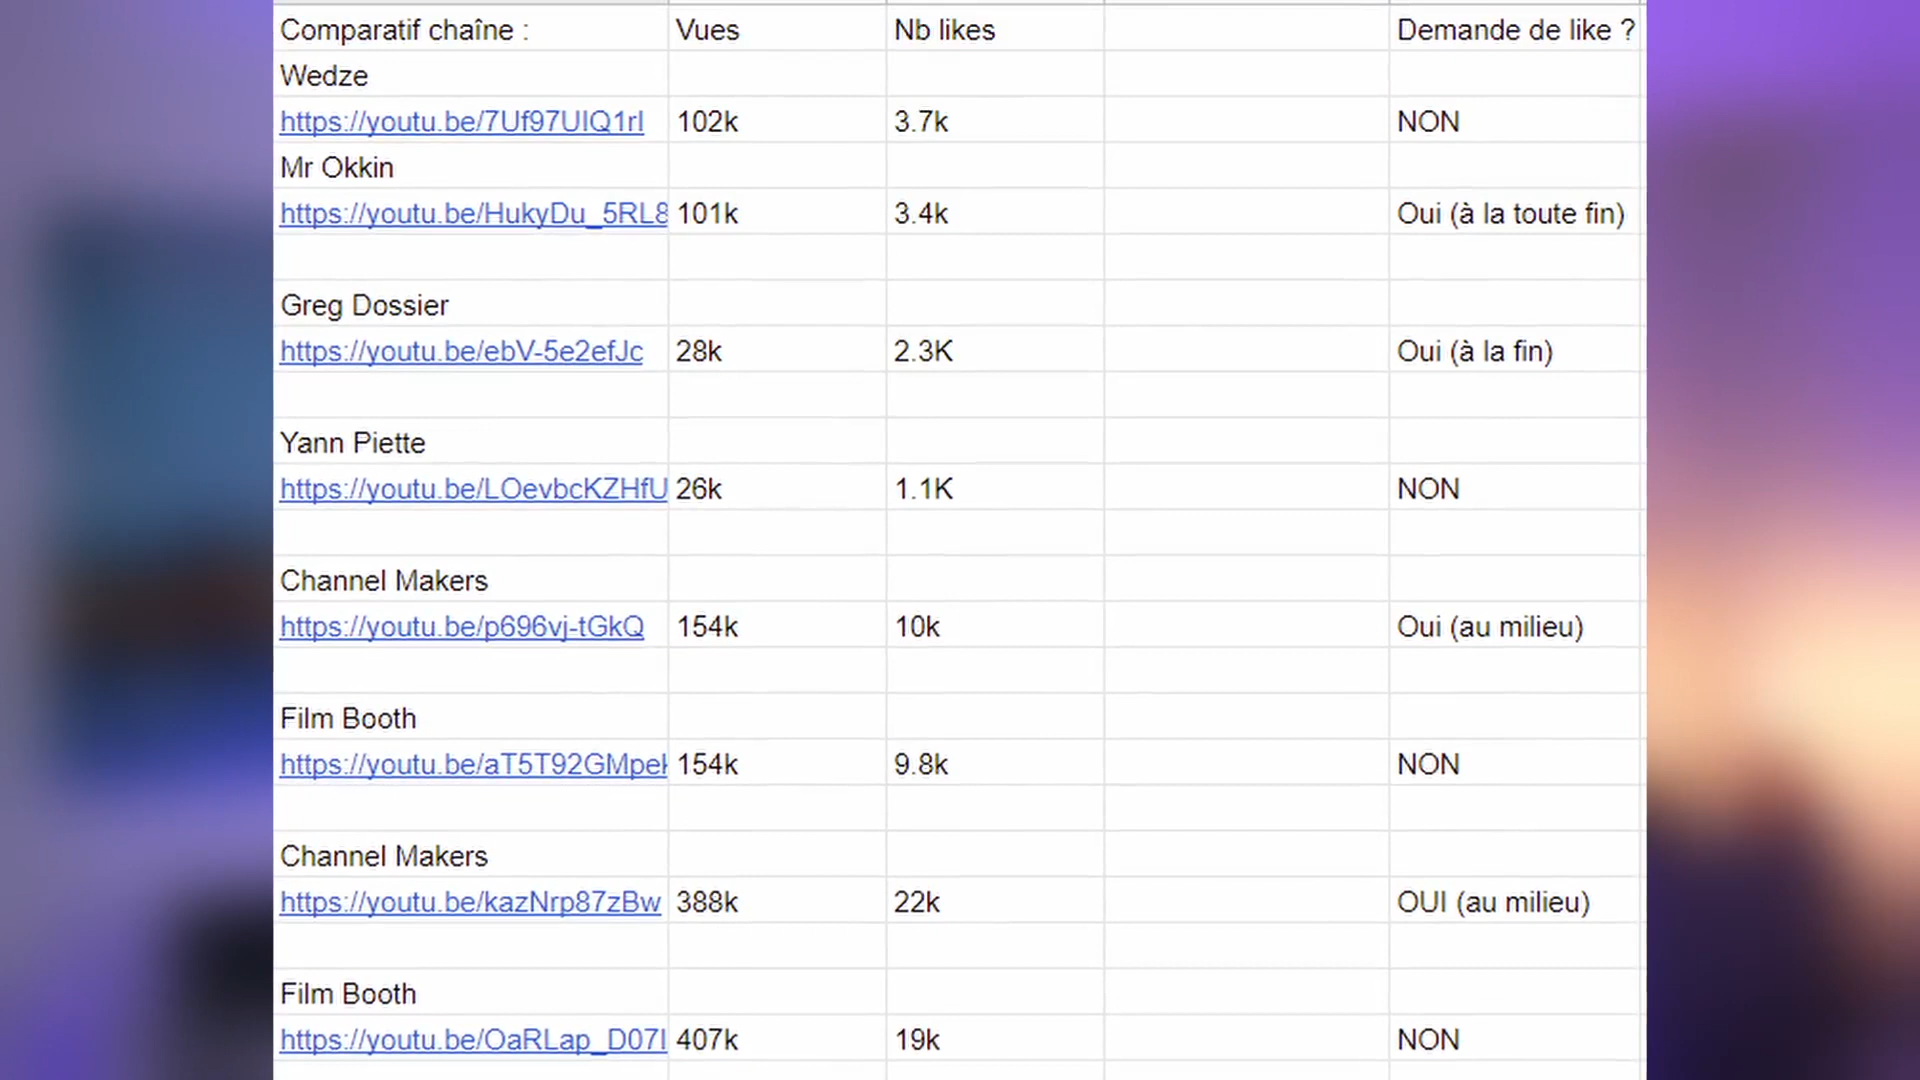 Comparatif chaîne : Vues Nb likes Demande de like ?
Wedze
https://youtu.be/7Uf97UIQ1rI 102k 3.7k NON
Mr Okkin
https://youtu.be/HukyDu_5RL8 101k 3.4k Oui (à la toute fin)
Greg Dossier
https://youtu.be/ebV-5e2efJc 28k 2.3K Oui (à la fin)
Yann Piette
https://youtu.be/LOevbcKZHfU 26k 1.1K NON
Channel Makers
https://youtu.be/p696vj-tGkQ 154k 10k Oui (au milieu)
Film Booth
https://youtu.be/aT5T92GMpek 154k 9.8k NON
Channel Makers
https://youtu.be/kazNrp87zBw 388k 22k OUI (au milieu)
Film Booth
https://youtu.be/OaRLap_D07I 407k 19k NON